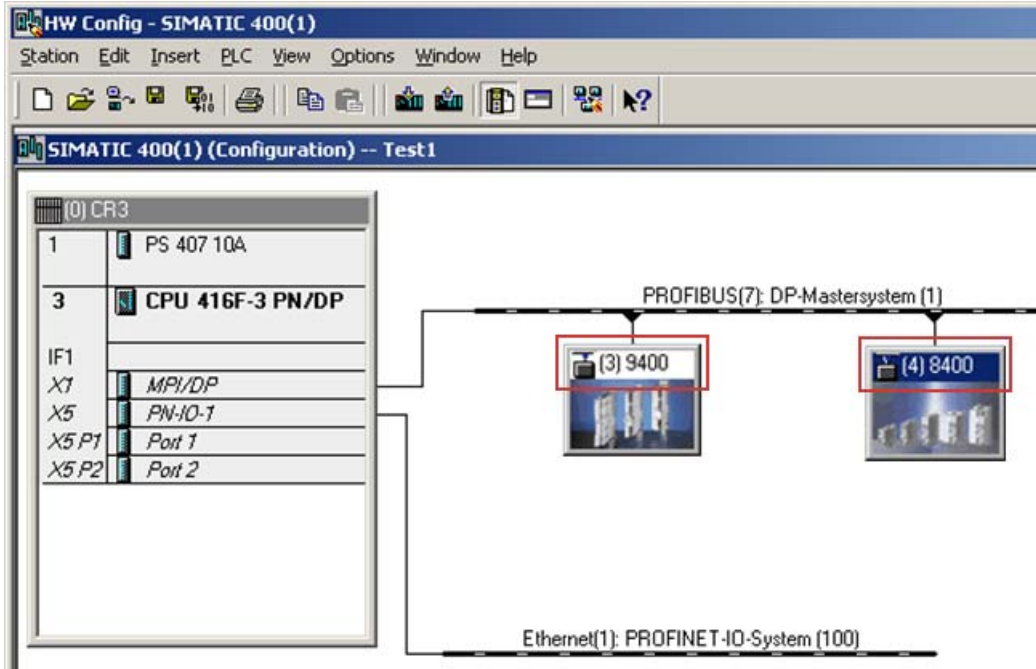 HW Config - SIMATIC 400(1)
Station Edit Insert PLC View Options Window Help
SIMATIC 400(1) (Configuration) -- Test1
(0) CR3
1 PS 407 10A
3 CPU 416F-3 PN/DP
IF1
X1 MPI/DP
X5 PN-IO-1
X5 P1 Port 1
X5 P2 Port 2
PROFIBUS(7): DP-Mastersystem (1)
(3) 9400
(4) 8400
Ethernet(1): PROFINET-IO-System (100)